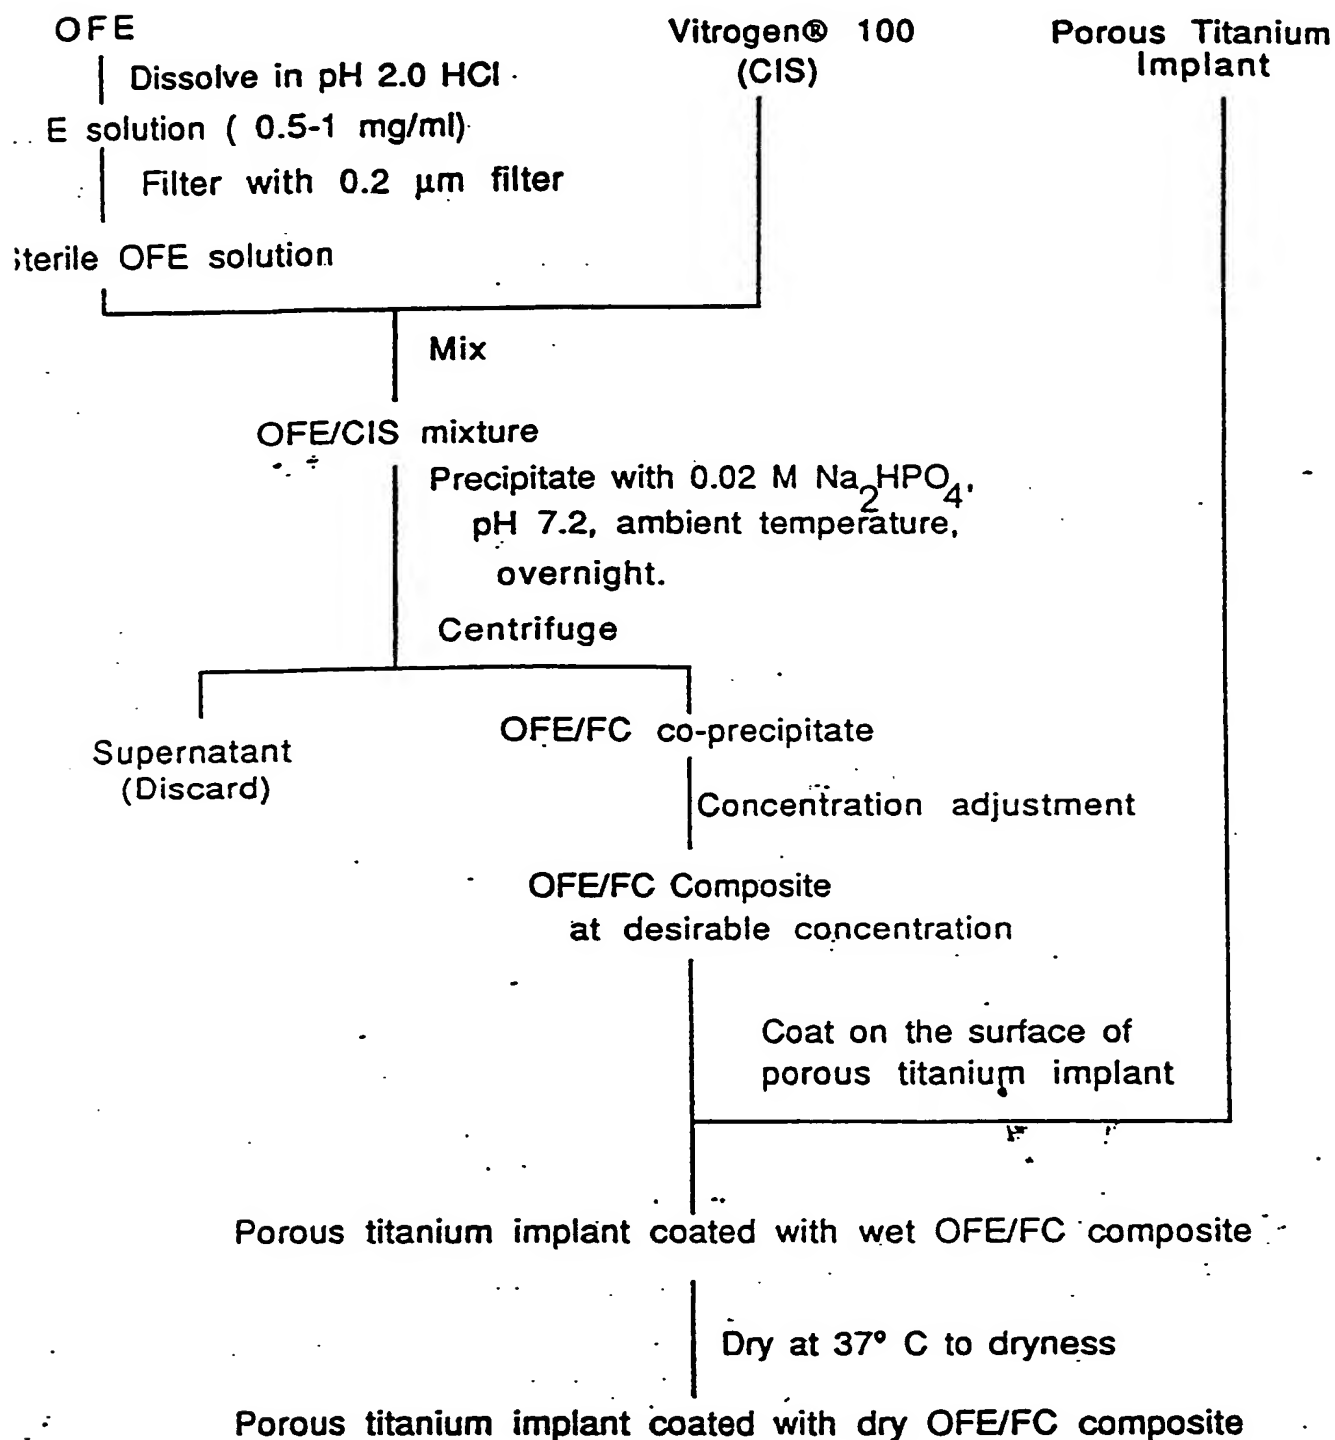 OFE
Vitrogen® 100
(CIS)
Porous Titanium
Implant
Dissolve in pH 2.0 HCl
E solution ( 0.5-1 mg/ml)
Filter with 0.2 μm filter
terile OFE solution
Mix
OFE/CIS mixture
Precipitate with 0.02 M Na2HPO4,
pH 7.2, ambient temperature,
overnight.
Centrifuge
Supernatant
(Discard)
OFE/FC co-precipitate
Concentration adjustment
OFE/FC Composite
at desirable concentration
Coat on the surface of
porous titanium implant
Porous titanium implant coated with wet OFE/FC composite
Dry at 37° C to dryness
Porous titanium implant coated with dry OFE/FC composite